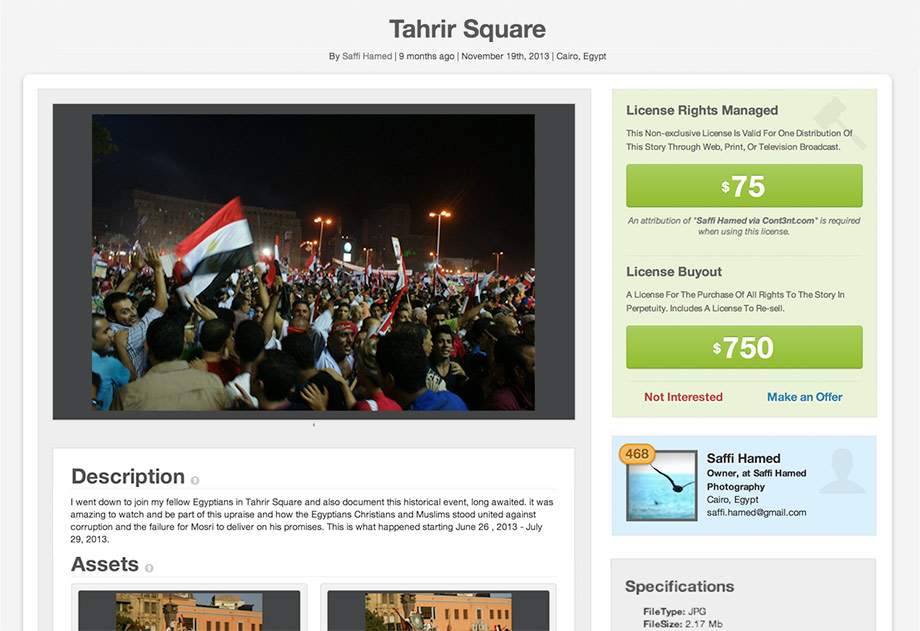 Tahrir Square
By Saffi Hamed | 9 months ago | November 19th, 2013 | Cairo, Egypt
License Rights Managed
This Non-exclusive License Is Valid For One Distribution Of
This Story Through Web, Print, Or Television Broadcast.
$75
An attribution of "Saffi Hamed via Cont3nt.com" is required
when using this license.
License Buyout
A License For The Purchase Of All Rights To The Story In
Perpetuity. Includes A License To Re-sell.
$750
Not Interested Make an Offer
468
Saffi Hamed
Owner, at Saffi Hamed
Photography
Cairo, Egypt
saffi.hamed@gmail.com
Description
I went down to join my fellow Egyptians in Tahrir Square and also document this historical event, long awaited. it was
amazing to watch and be part of this upraise and how the Egyptians Christians and Muslims stood united against
corruption and the failure for Mosri to deliver on his promises. This is what happened starting June 26 , 2013 - July
29, 2013.
Assets
Specifications
FileType: JPG
FileSize: 2.17 Mb